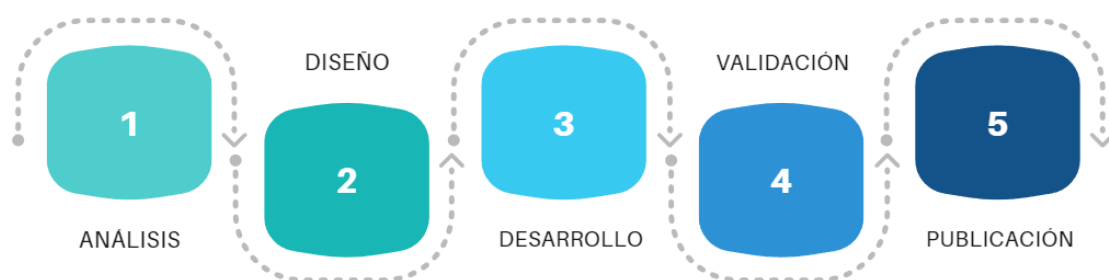 1
ANÁLISIS
DISEÑO
2
3
DESARROLLO
VALIDACIÓN
4
5
PUBLICACIÓN